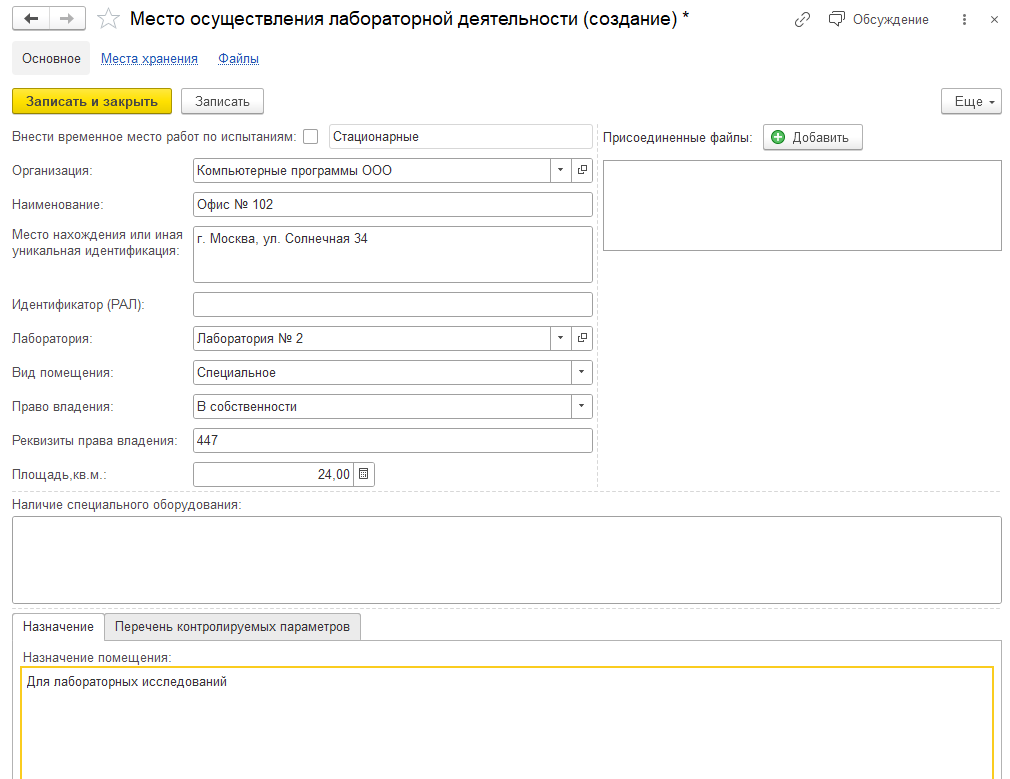 Место осуществления лабораторной деятельности (создание) *
Обсуждение
Основное
Места хранения
Файлы
Записать и закрыть
Записать
Еще
Внести временное место работ по испытаниям:
Стационарные
Присоединенные файлы:
Добавить
Организация:
Компьютерные программы ООО
Наименование:
Офис № 102
Место нахождения или иная
уникальная идентификация:
г. Москва, ул. Солнечная 34
Идентификатор (РАЛ):
Лаборатория:
Лаборатория № 2
Вид помещения:
Специальное
Право владения:
В собственности
Реквизиты права владения:
447
Площадь,кв.м.:
24,00
Наличие специального оборудования:
Назначение
Перечень контролируемых параметров
Назначение помещения:
Для лабораторных исследований